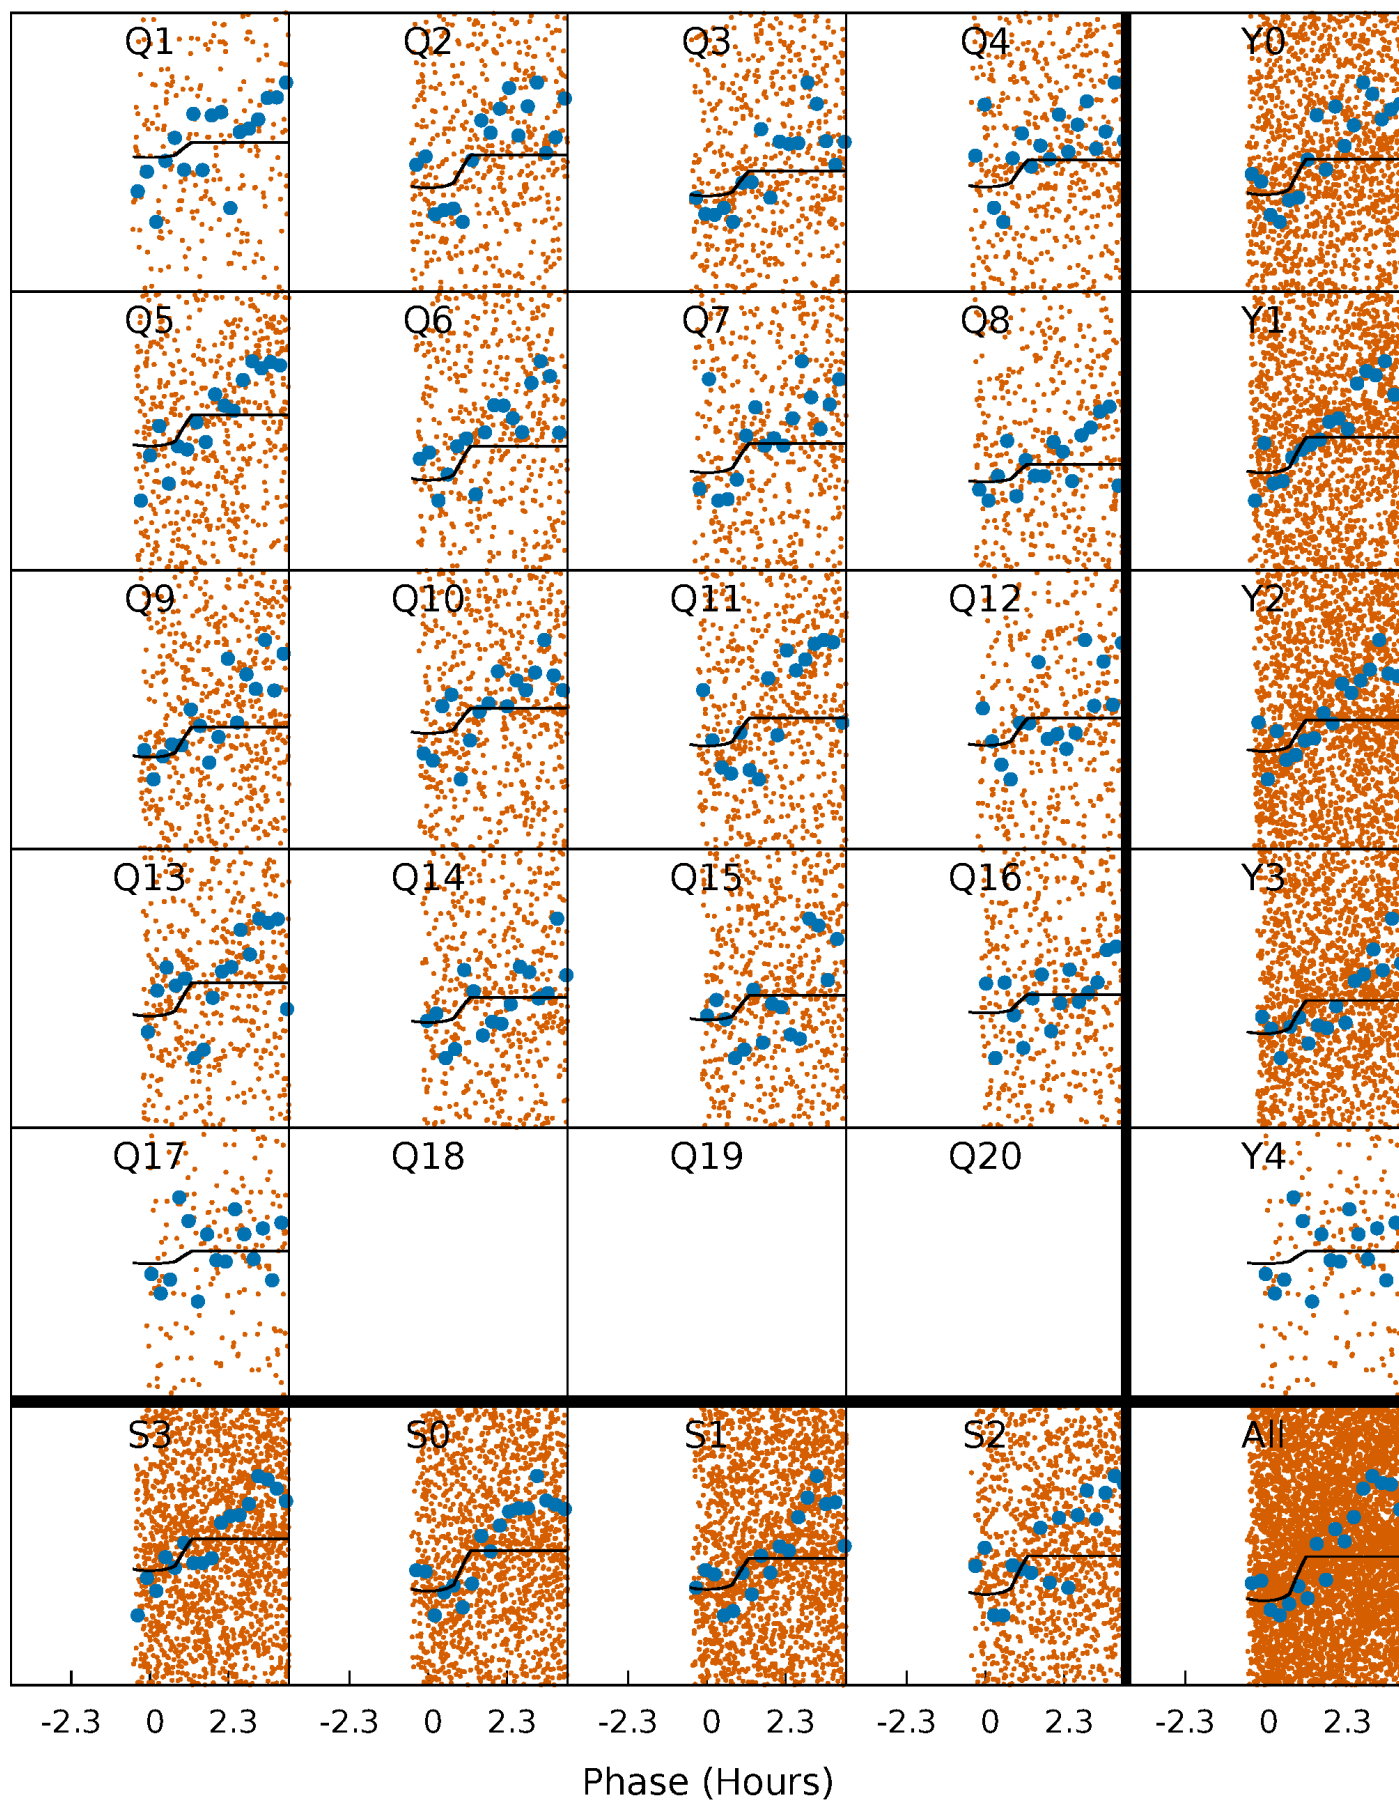 Q1 Q2 Q3 Q4 Y0
Q5 Q6 Q7 Q8 Y1
Q9 Q10 Q11 Q12 Y2
Q13 Q14 Q15 Q16 Y3
Q17 Q18 Q19 Q20 Y4
S3 S0 S1 S2 All
-2.3 0 2.3 -2.3 0 2.3 -2.3 0 2.3 -2.3 0 2.3 -2.3 0 2.3
Phase (Hours)